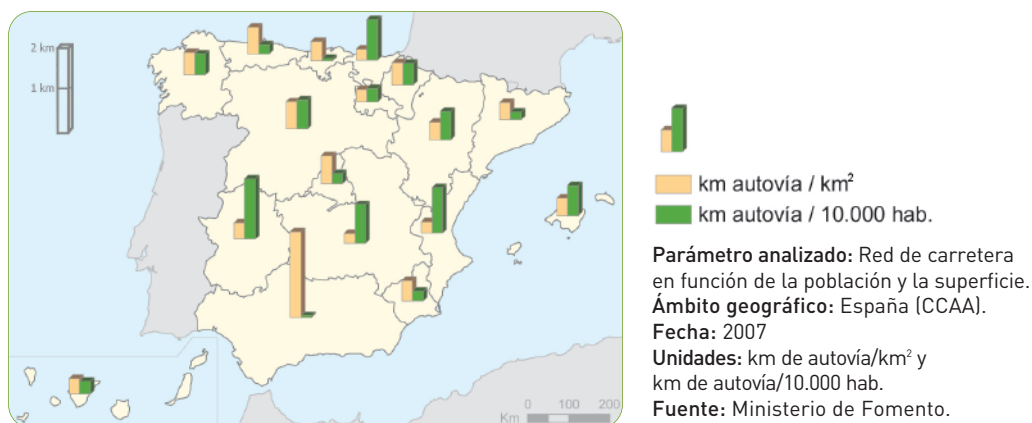 2 km
1 km
Km
0 100 200
km autovía / km²
km autovía / 10.000 hab.
Parámetro analizado: Red de carretera
en función de la población y la superficie.
Ámbito geográfico: España (CCAA).
Fecha: 2007
Unidades: km de autovía/km² y
km de autovía/10.000 hab.
Fuente: Ministerio de Fomento.